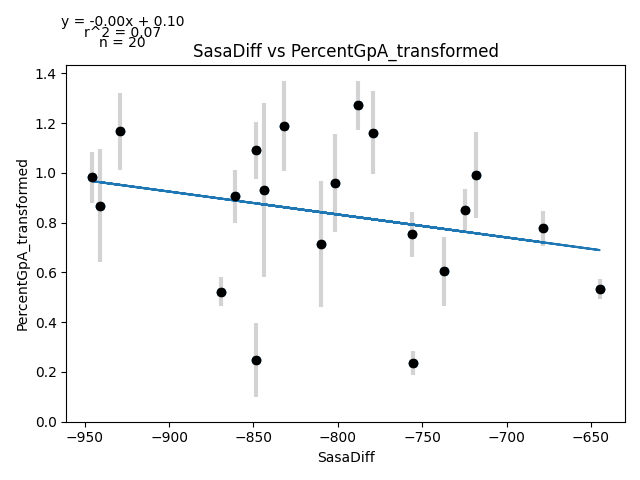 y = -0.00x + 0.10
r^2 = 0.07
n = 20
SasaDiff vs PercentGpA_transformed
1.4
1.2
1.0
0.8
0.6
0.4
0.2
0.0
PercentGpA_transformed
−950 −900 −850 −800 −750 −700 −650
SasaDiff